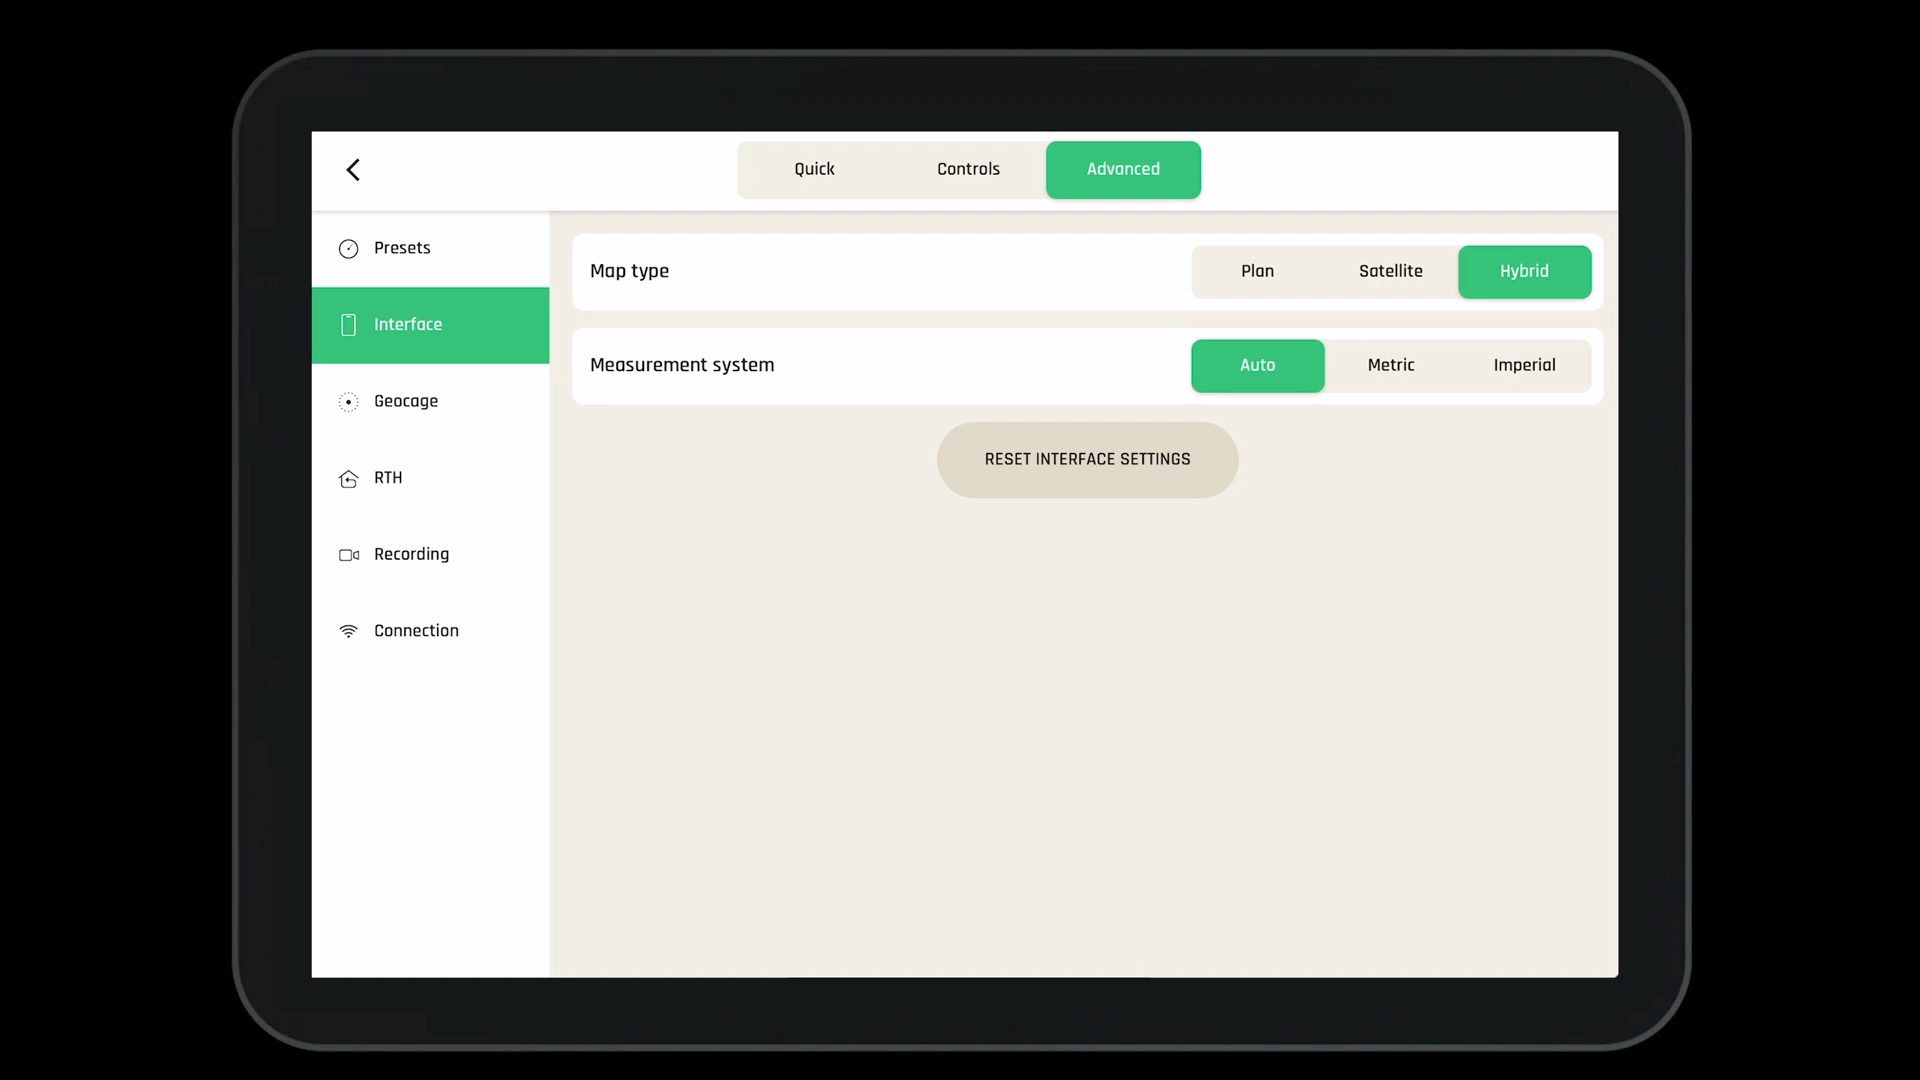 Quick Controls Advanced
Presets
Interface
Geocage
RTH
Recording
Connection
Map type Plan Satellite Hybrid
Measurement system Auto Metric Imperial
RESET INTERFACE SETTINGS